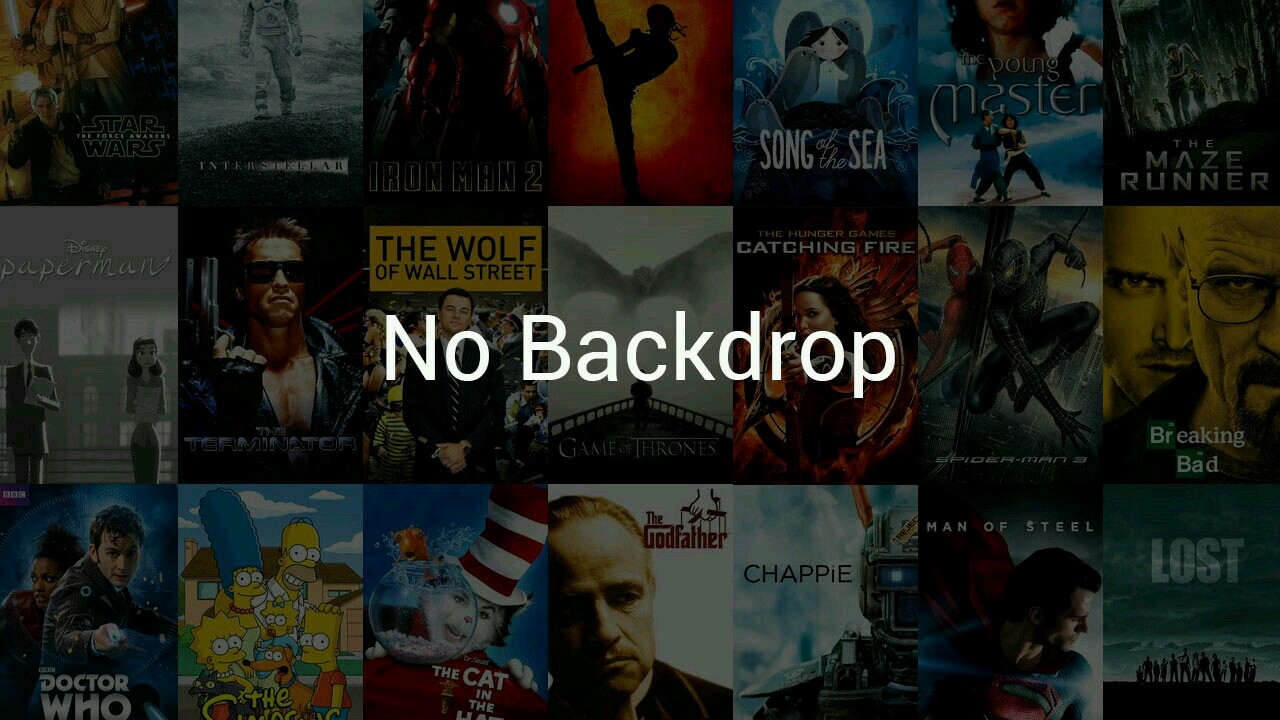 STAR
THE FORCE AWAKENS
WARS
INTERSTELLAR
IRON MAN 2
SONG of the SEA
the young
master
THE
MAZE
RUNNER
Disney
paperman
THE
TERMINATOR
THE WOLF
OF WALL STREET
GAME OF THRONES
THE HUNGER GAMES
CATCHING FIRE
SPIDER-MAN 3
Breaking
Bad
No Backdrop
BBC
BBC
DOCTOR
WHO
THE
Dr. Seuss'
THE CAT
IN
THE
HAT
The
Godfather
CHAPPiE
MAN OF STEEL
LOST